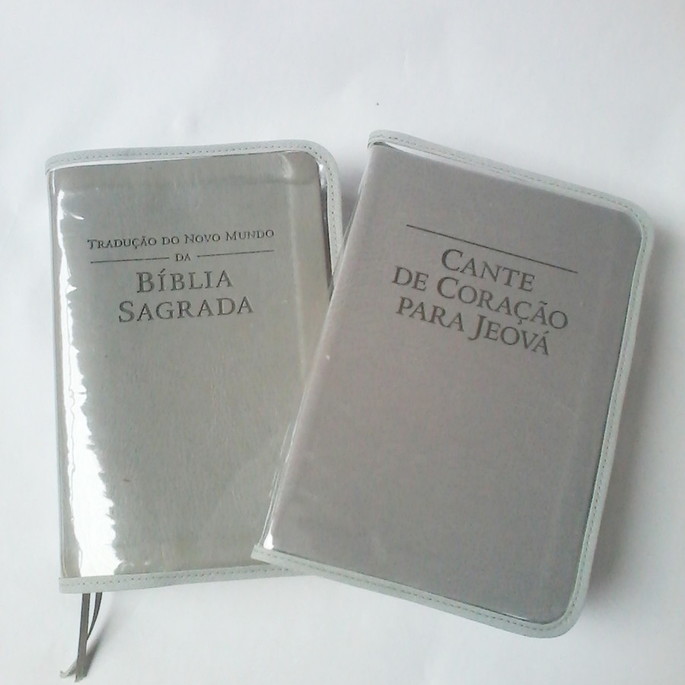 TRADUÇÃO DO NOVO MUNDO
DA
BÍBLIA
SAGRADA
CANTE
DE CORAÇÃO
PARA JEOVÁ